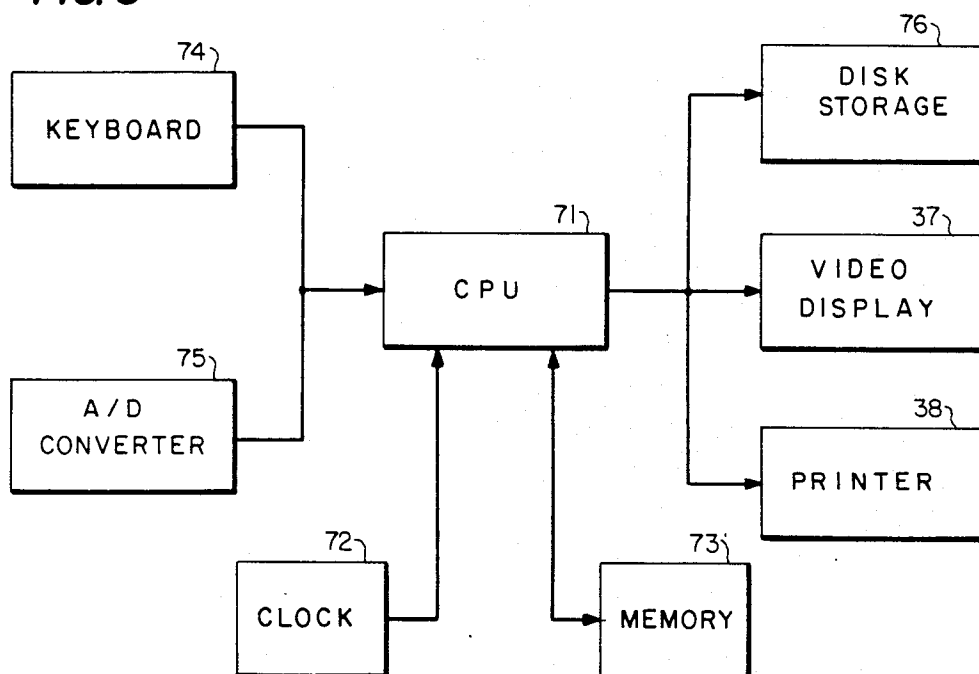 74
KEYBOARD
76
DISK
STORAGE
71
CPU
37
VIDEO
DISPLAY
75
A/D
CONVERTER
38
PRINTER
72
CLOCK
73
MEMORY